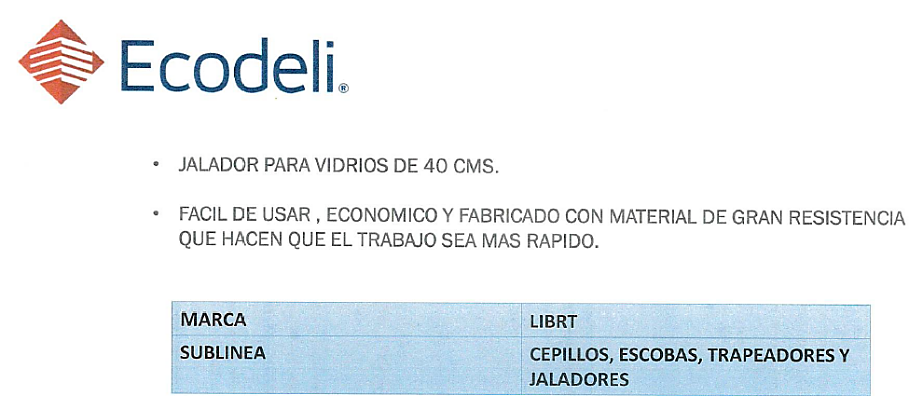 Ecodeli®
• JALADOR PARA VIDRIOS DE 40 CMS.
• FACIL DE USAR , ECONOMICO Y FABRICADO CON MATERIAL DE GRAN RESISTENCIA
QUE HACEN QUE EL TRABAJO SEA MAS RAPIDO.
MARCA LIBRT
SUBLINEA CEPILLOS, ESCOBAS, TRAPEADORES Y
JALADORES